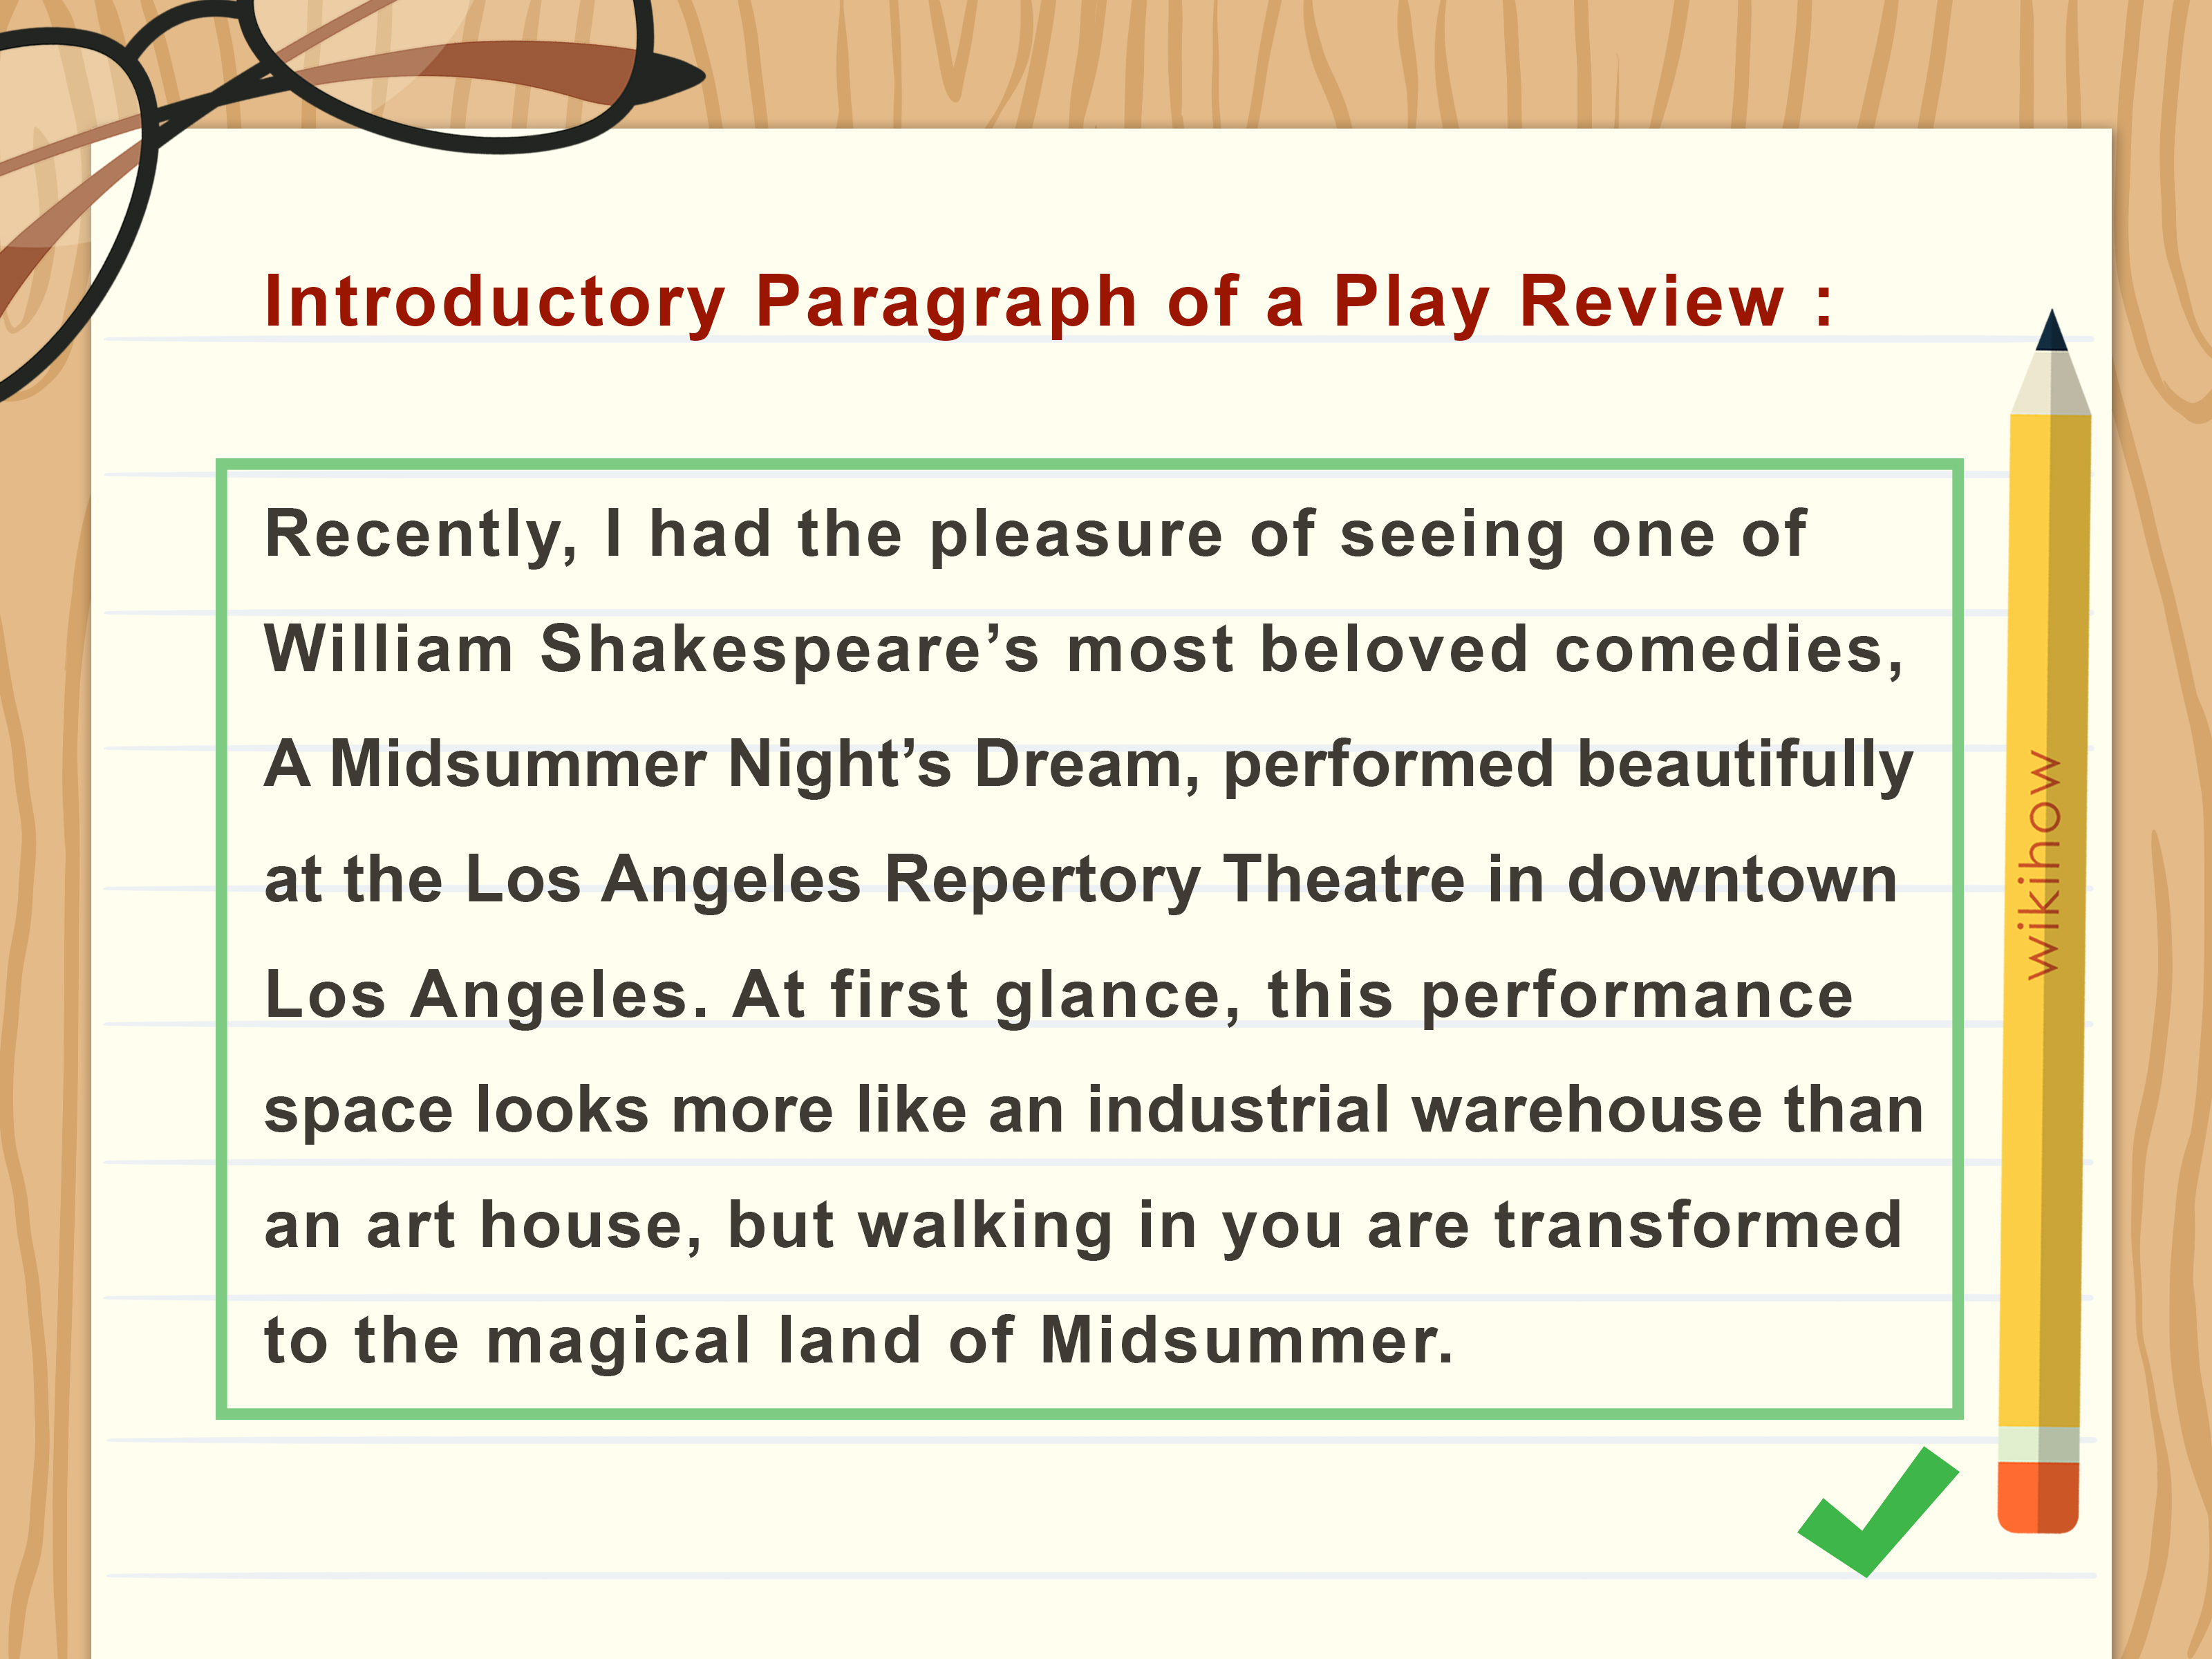 Introductory Paragraph of a Play Review :
Recently, I had the pleasure of seeing one of
William Shakespeare’s most beloved comedies,
A Midsummer Night’s Dream, performed beautifully
at the Los Angeles Repertory Theatre in downtown
Los Angeles. At first glance, this performance
space looks more like an industrial warehouse than
an art house, but walking in you are transformed
to the magical land of Midsummer.
wikihow